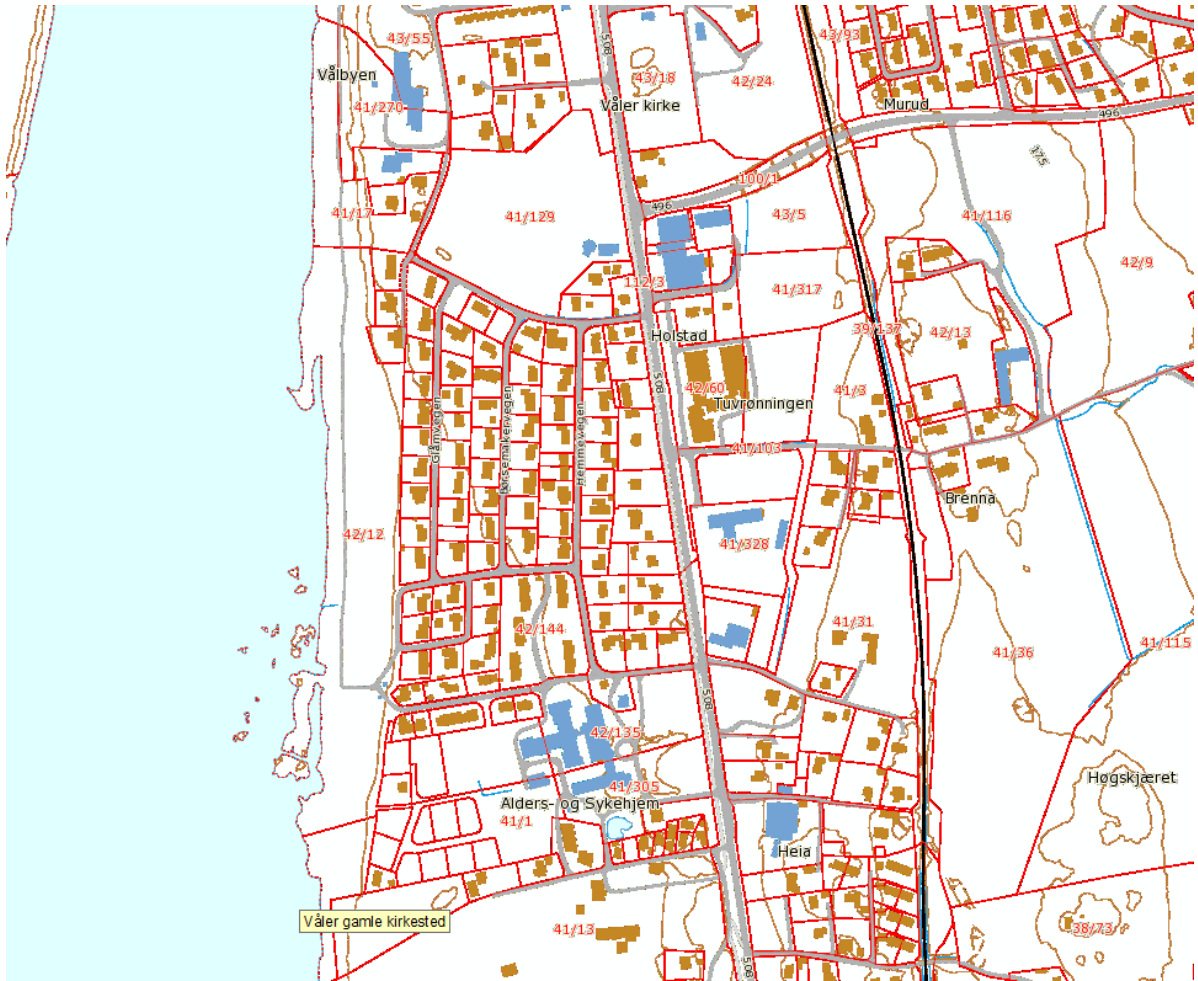 508
43/55
43/93
Vålbyen
43/18
42/24
41/270
Våler kirke
Murud
496
175
100/1
496
41/17
41/129
43/5
41/116
42/9
112/3
41/317
39/137
42/13
Holstad
508
42/60
41/3
Tuvrønningen
Glåmvegen
Børsemakervegen
Hemmevegen
41/103
Brenna
42/12
41/328
42/144
41/31
41/36
41/115
508
42/135
Høgskjæret
41/305
Alders- og Sykehjem
41/1
Heia
Våler gamle kirkested
41/13
38/73
508